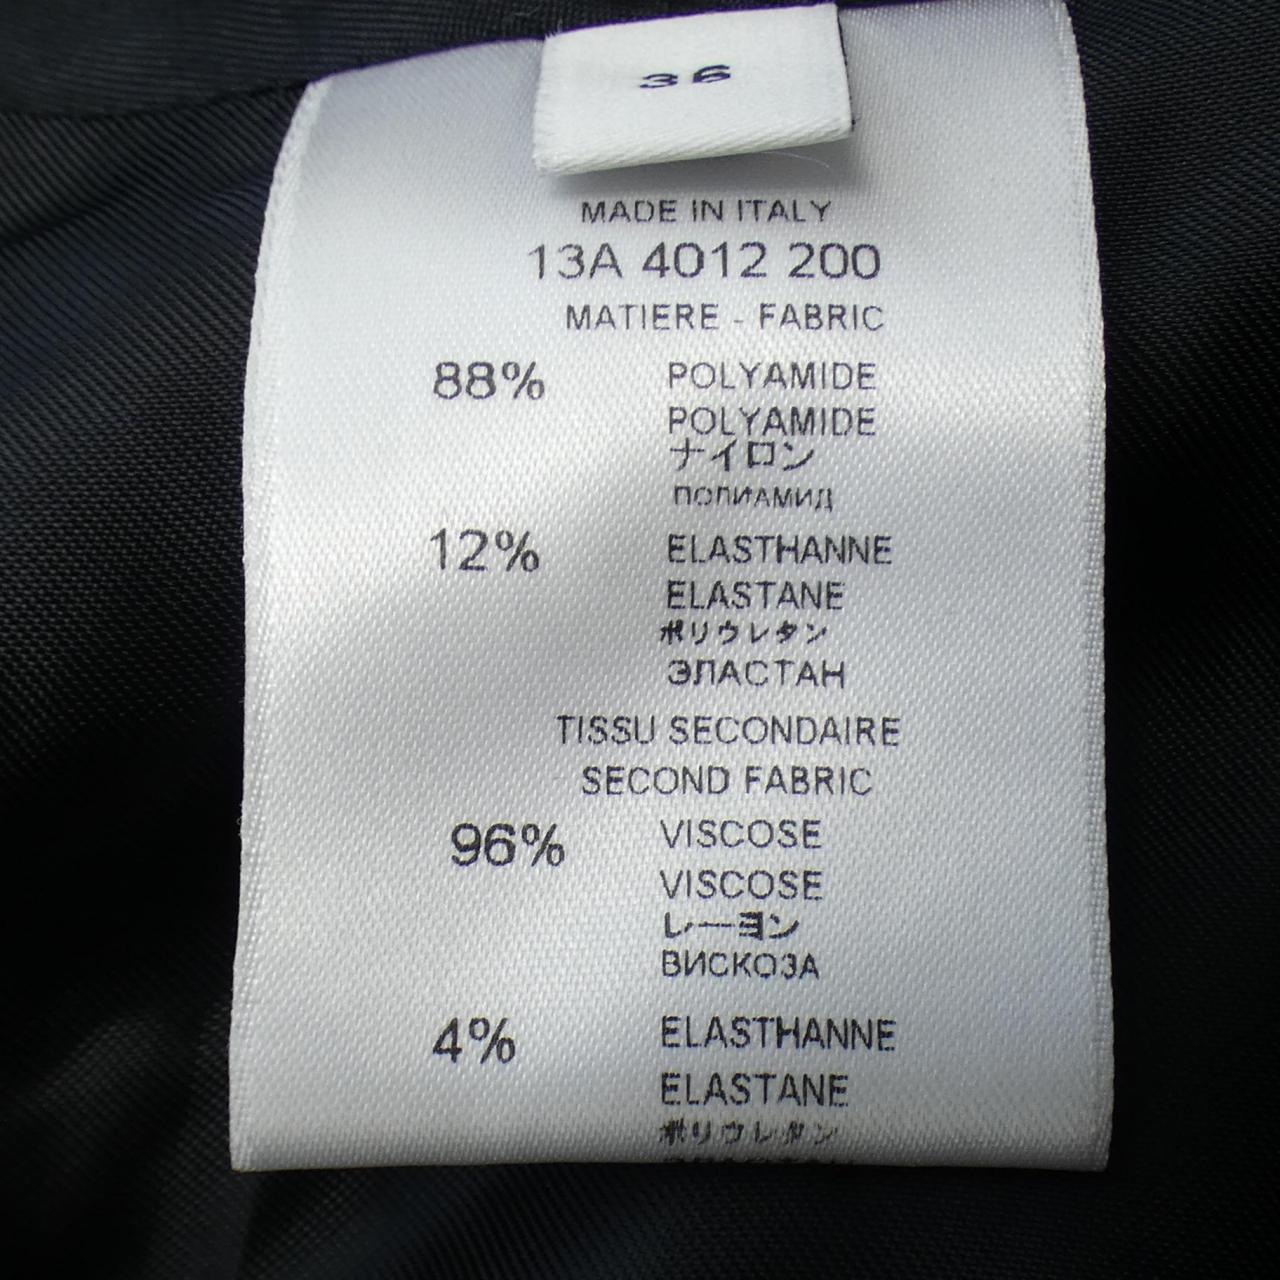 36
MADE IN ITALY
13A 4012 200
MATIERE - FABRIC
88% POLYAMIDE
POLYAMIDE
ナイロン
ПОЛИАМИД
12% ELASTHANNE
ELASTANE
ポリウレタン
ЭЛАСТАН
TISSU SECONDAIRE
SECOND FABRIC
96% VISCOSE
VISCOSE
レーヨン
ВИСКОЗА
4% ELASTHANNE
ELASTANE
ポリウレタン